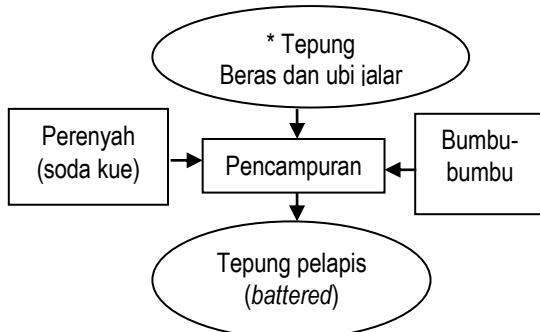 * Tepung
Beras dan ubi jalar
Perenyah
(soda kue)
Pencampuran
Bumbu-
bumbu
Tepung pelapis
(battered)